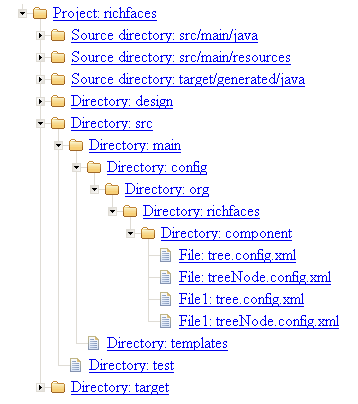 Project: richfaces
Source directory: src/main/java
Source directory: src/main/resources
Source directory: target/generated/java
Directory: design
Directory: src
Directory: main
Directory: config
Directory: org
Directory: richfaces
Directory: component
File: tree.config.xml
File: treeNode.config.xml
File1: tree.config.xml
File1: treeNode.config.xml
Directory: templates
Directory: test
Directory: target